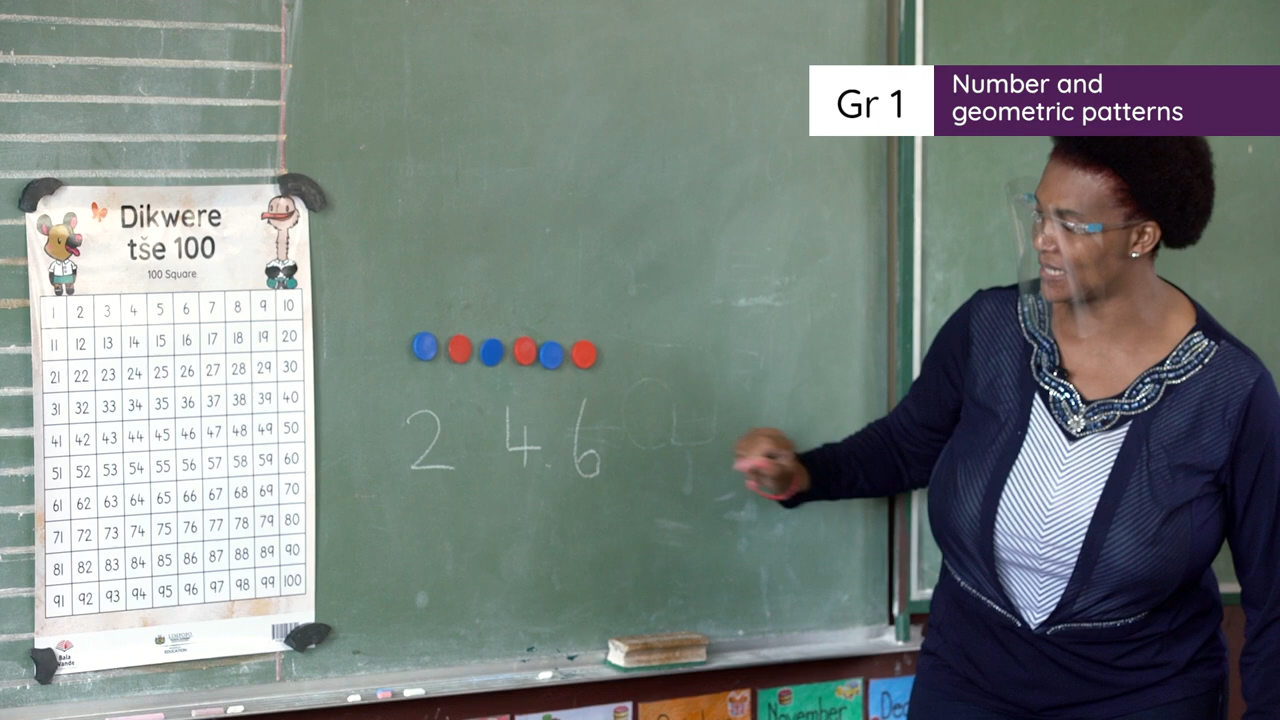 Gr 1
Number and
geometric patterns
Dikwere
tše 100
100 Square
1 2 3 4 5 6 7 8 9 10
11 12 13 14 15 16 17 18 19 20
21 22 23 24 25 26 27 28 29 30
31 32 33 34 35 36 37 38 39 40
41 42 43 44 45 46 47 48 49 50
51 52 53 54 55 56 57 58 59 60
61 62 63 64 65 66 67 68 69 70
71 72 73 74 75 76 77 78 79 80
81 82 83 84 85 86 87 88 89 90
91 92 93 94 95 96 97 98 99 100
Bala
Wande
LIMPOPO
EDUCATION
2 4 6
November